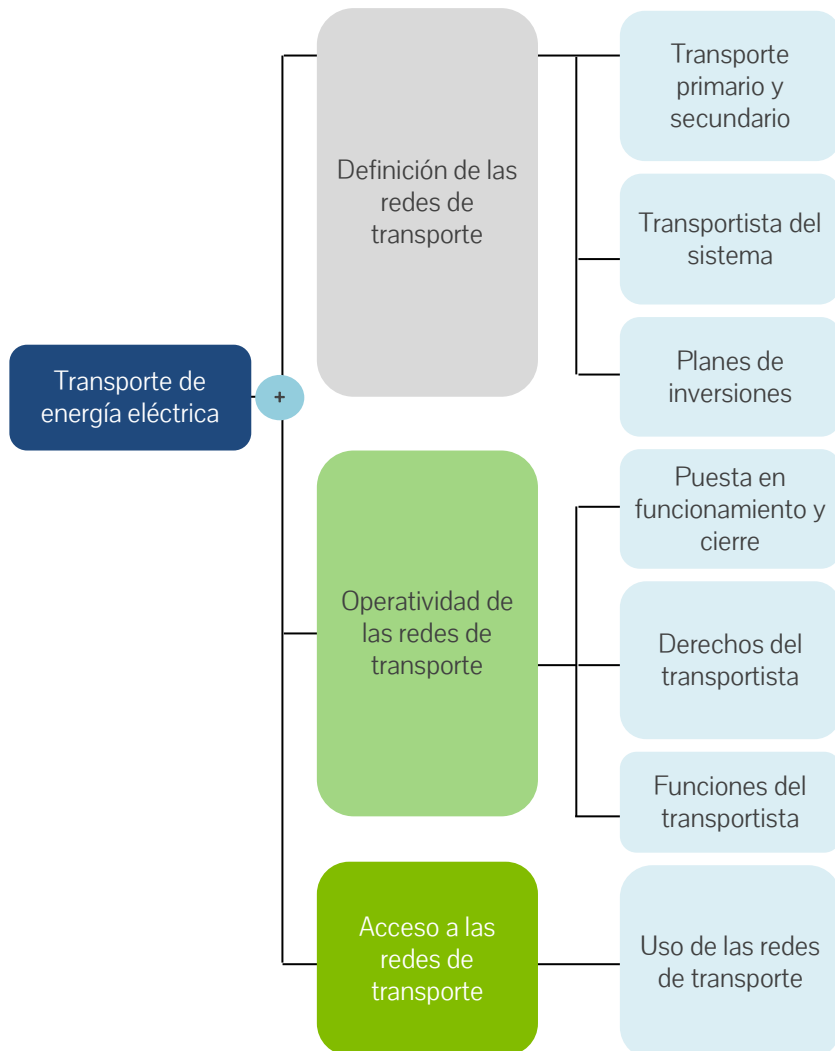 Transporte de
energía eléctrica
+
Definición de las
redes de
transporte
Transporte
primario y
secundario
Transportista del
sistema
Planes de
inversiones
Operatividad de
las redes de
transporte
Puesta en
funcionamiento y
cierre
Derechos del
transportista
Funciones del
transportista
Acceso a las
redes de
transporte
Uso de las redes
de transporte